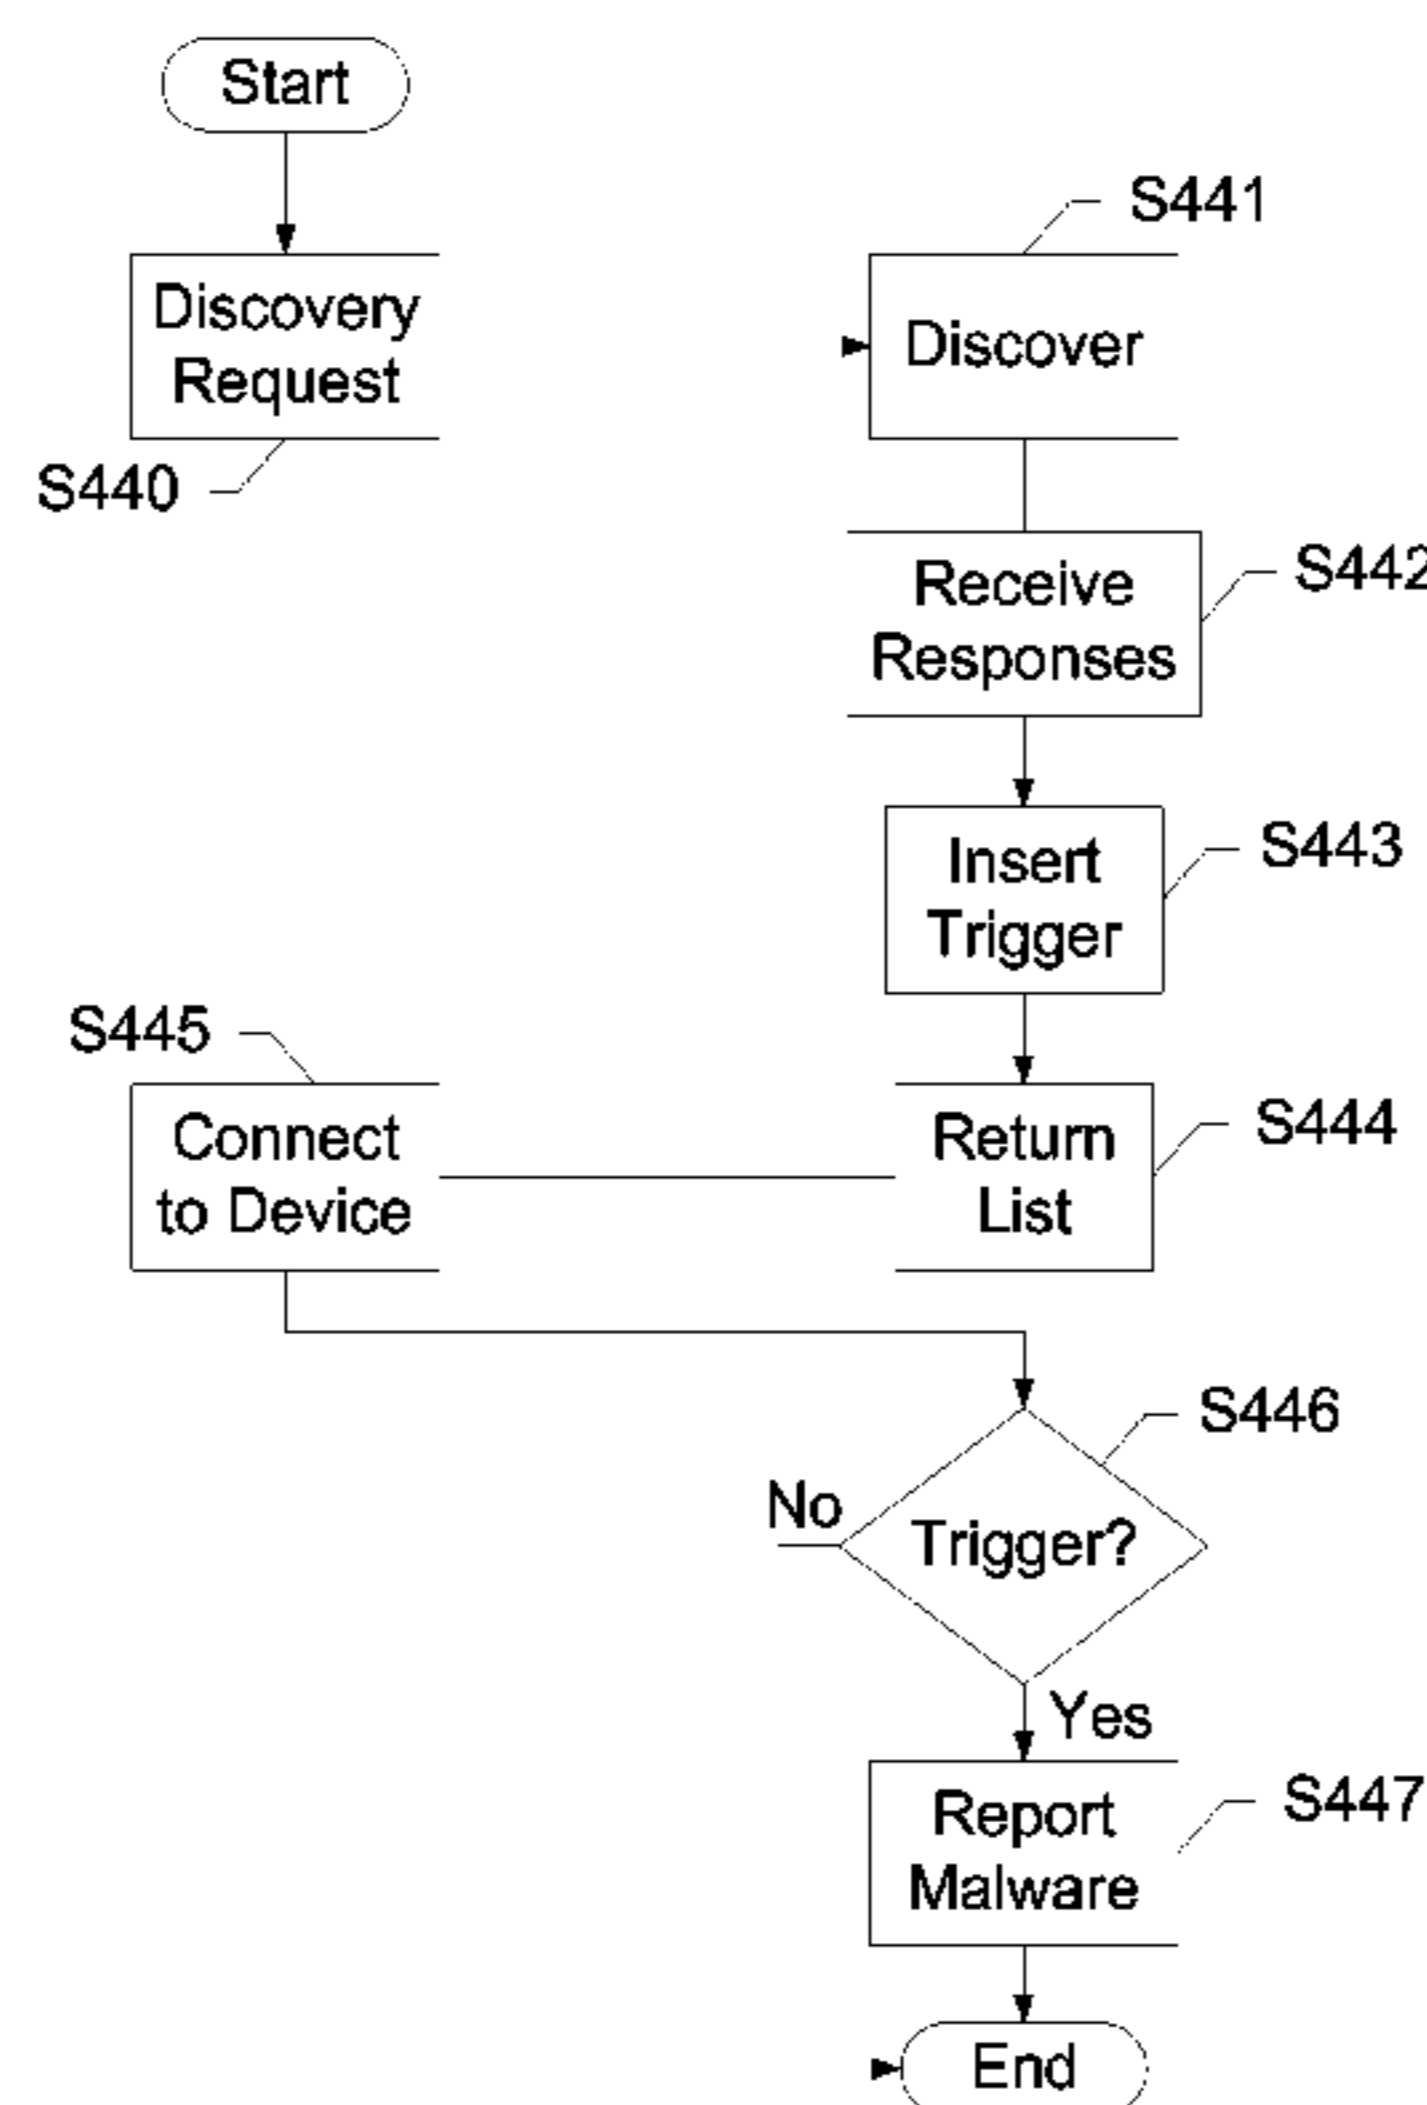 Start
S441
Discovery
Request
Discover
S440
Receive
Responses
S442
Insert
Trigger
S443
S445
Connect
to Device
Return
List
S444
S446
No
Trigger?
Yes
Report
Malware
S447
End